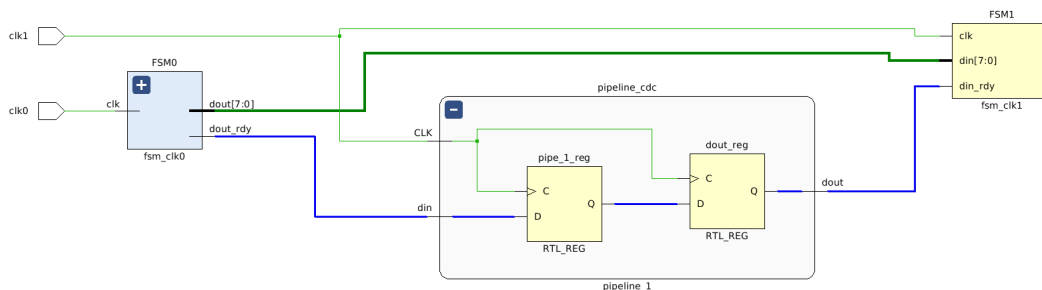 FSM1
clk1
clk
din[7:0]
din_rdy
fsm_clk1
FSM0
clk0
clk
dout[7:0]
dout_rdy
fsm_clk0
pipeline_cdc
CLK
din
pipe_1_reg
C
D
Q
RTL_REG
dout_reg
C
D
Q
RTL_REG
dout
pipeline_1